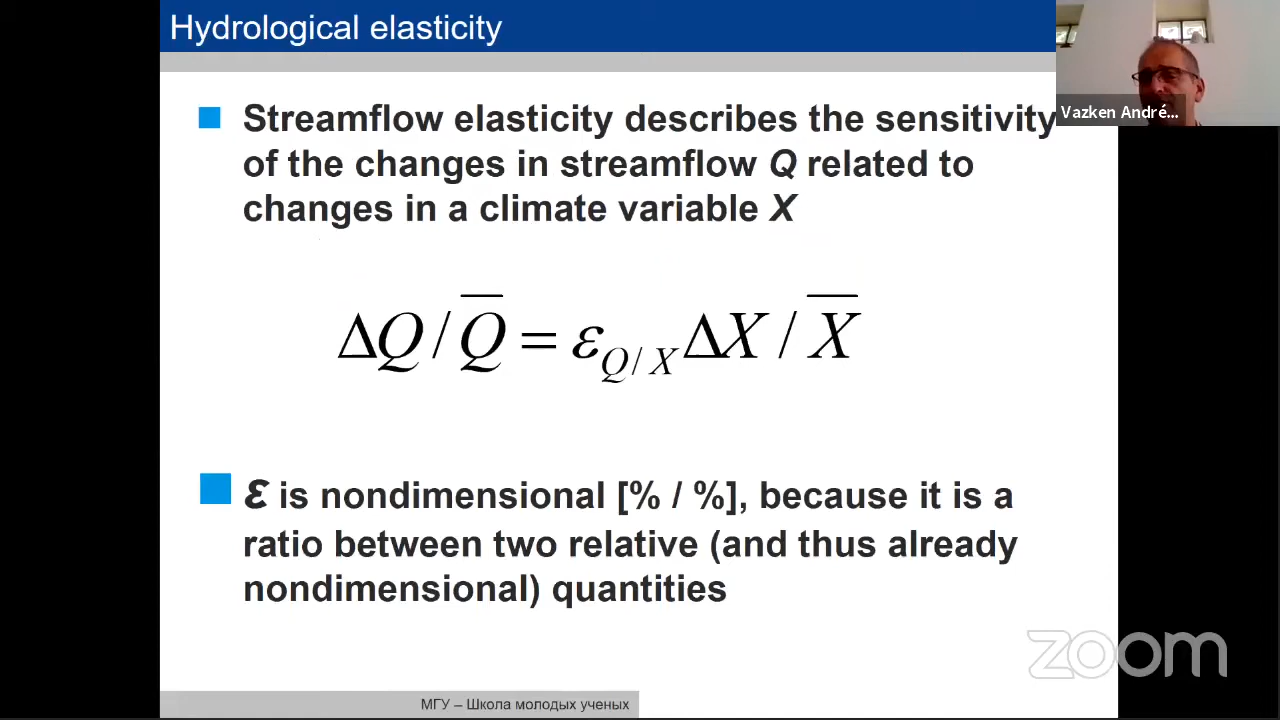 Hydrological elasticity
Streamflow elasticity describes the sensitivity
of the changes in streamflow Q related to
changes in a climate variable X
ΔQ / Q̅ = ε_{Q/X} ΔX / X̅
ε is nondimensional [% / %], because it is a
ratio between two relative (and thus already
nondimensional) quantities
МГУ – Школа молодых ученых
Vazken André...
zoom